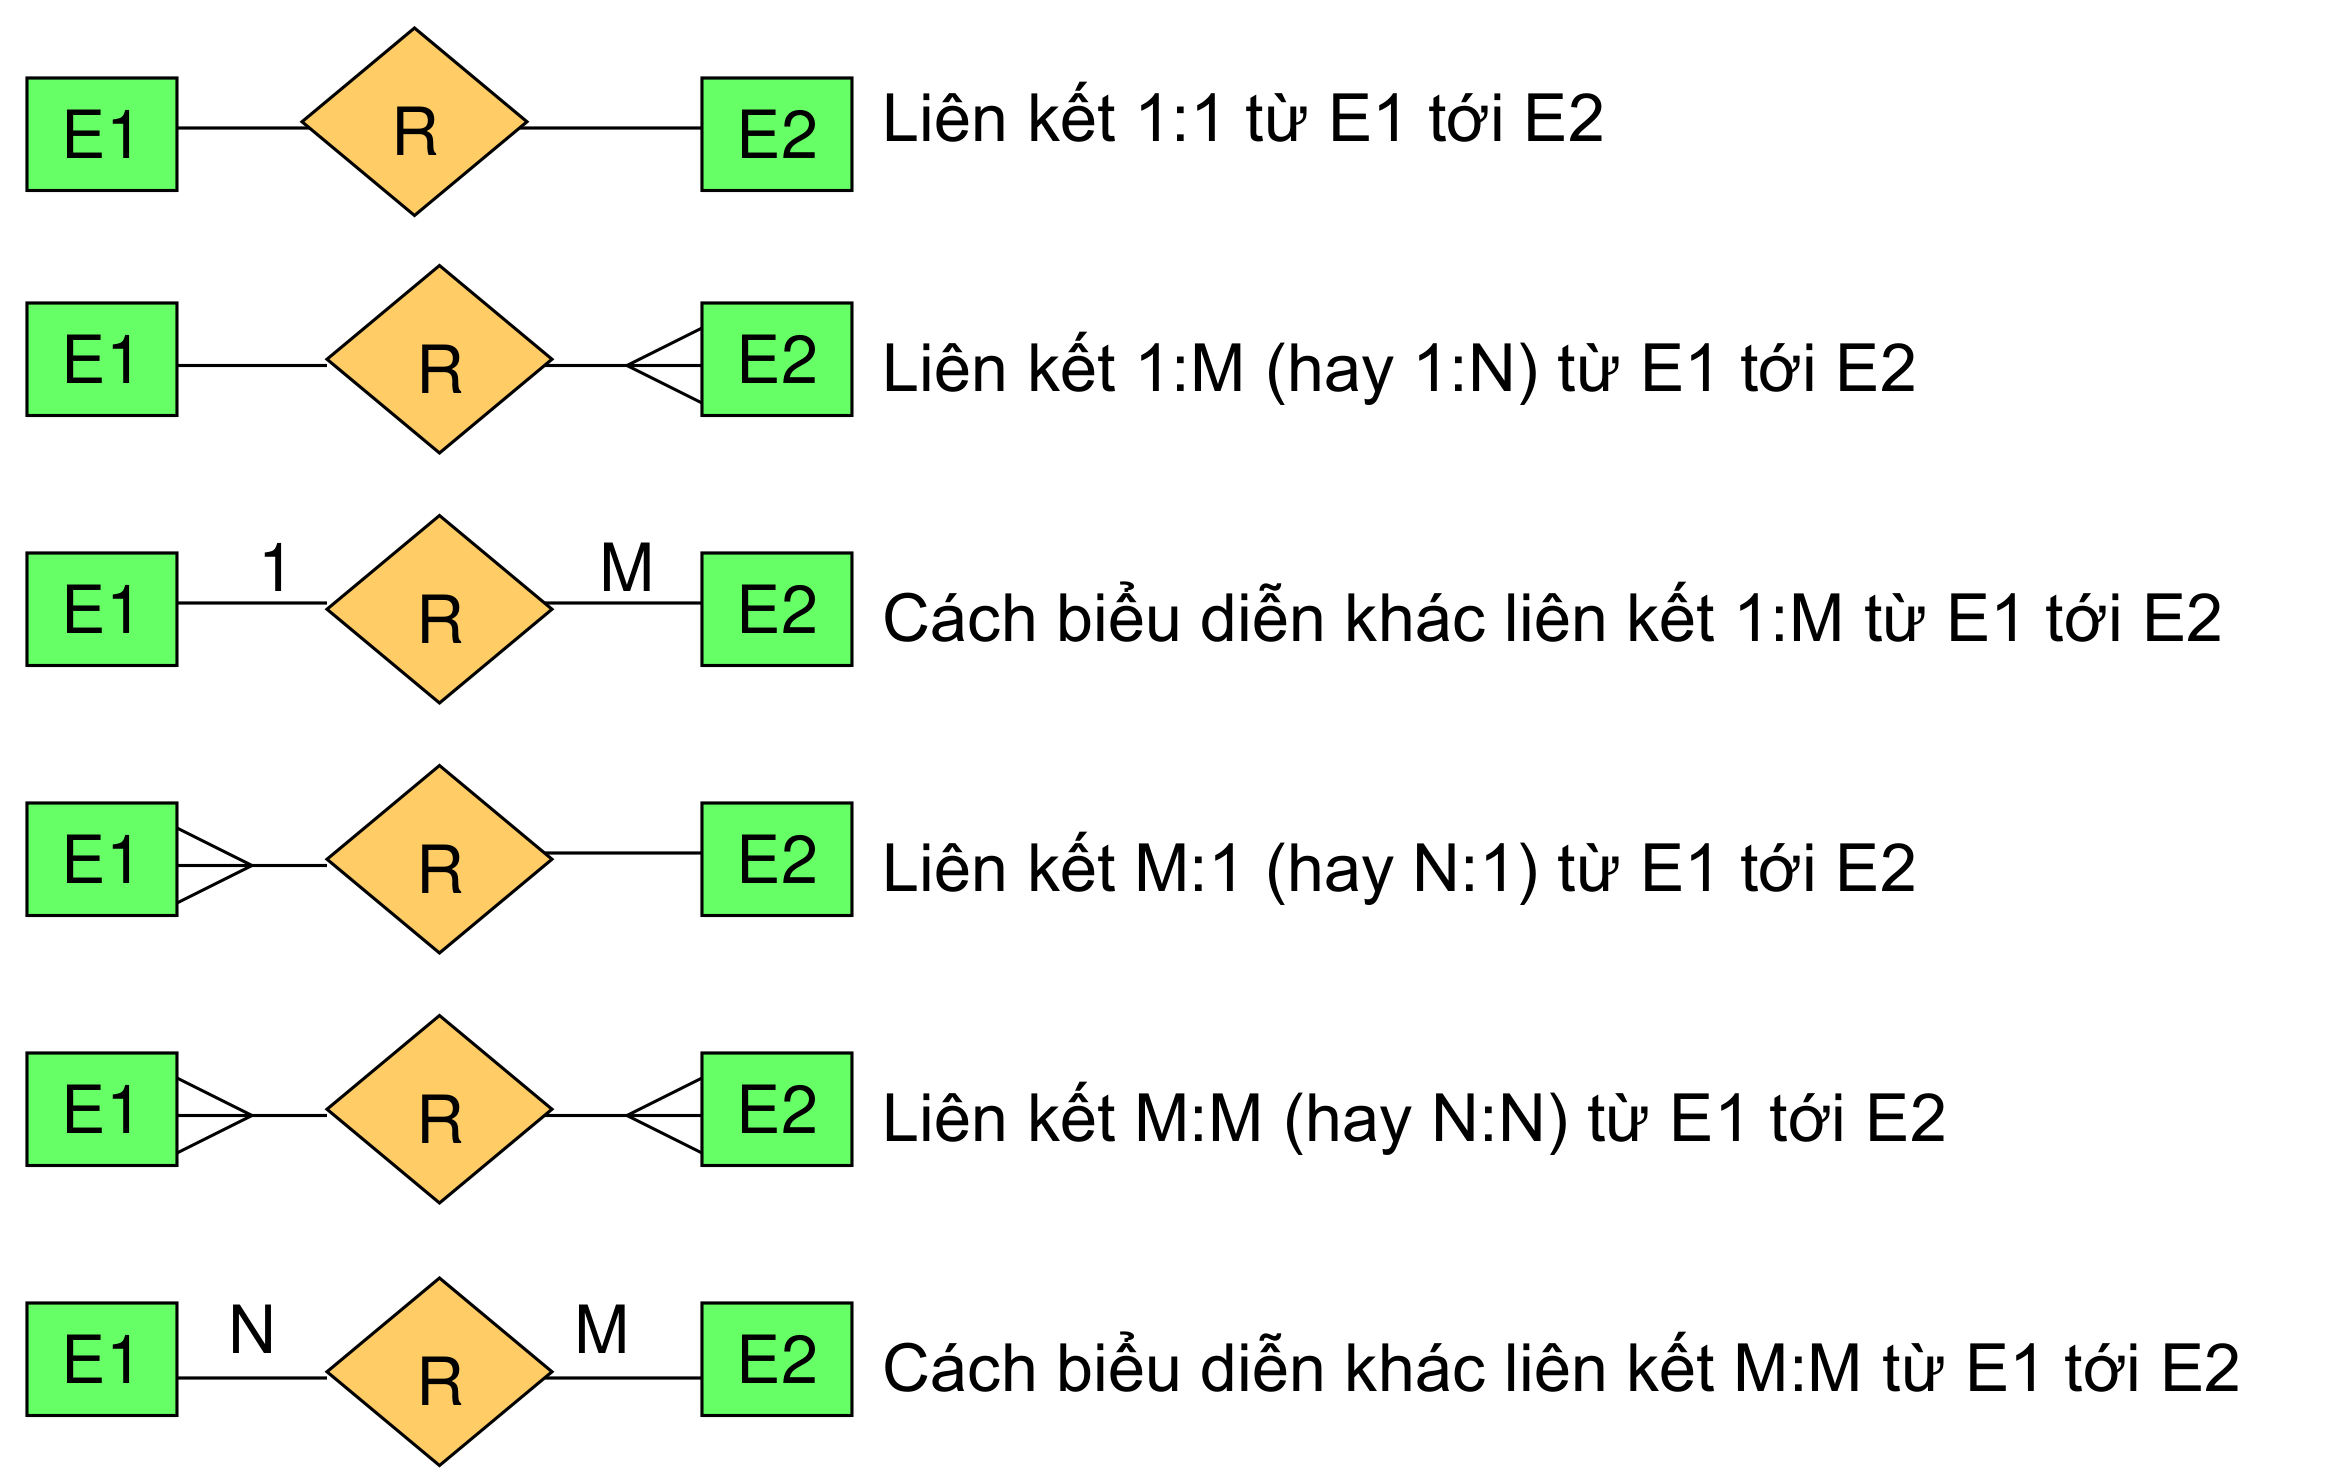 E1 R E2 Liên kết 1:1 từ E1 tới E2
E1 R E2 Liên kết 1:M (hay 1:N) từ E1 tới E2
E1 1 R M E2 Cách biểu diễn khác liên kết 1:M từ E1 tới E2
E1 R E2 Liên kết M:1 (hay N:1) từ E1 tới E2
E1 R E2 Liên kết M:M (hay N:N) từ E1 tới E2
E1 N R M E2 Cách biểu diễn khác liên kết M:M từ E1 tới E2